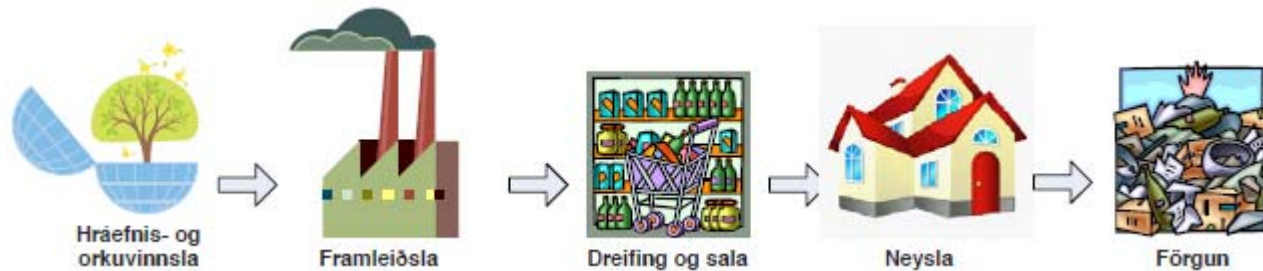 Hráefnis- og
orkuvinnsla
Framleiðsla
Dreifing og sala
Neysla
Förgun